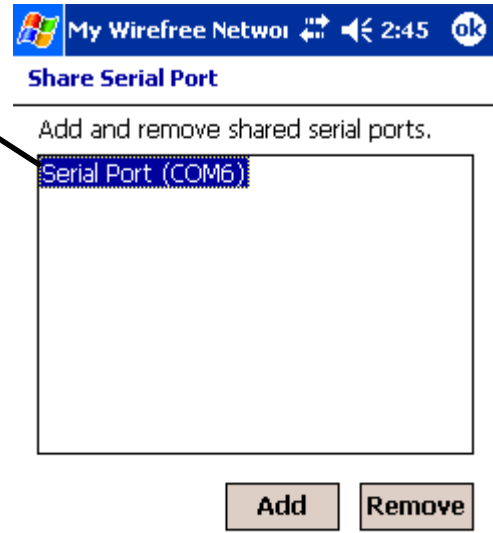 My Wirefree Networ 2:45 ok
Share Serial Port
Add and remove shared serial ports.
Serial Port (COM6)
Add Remove